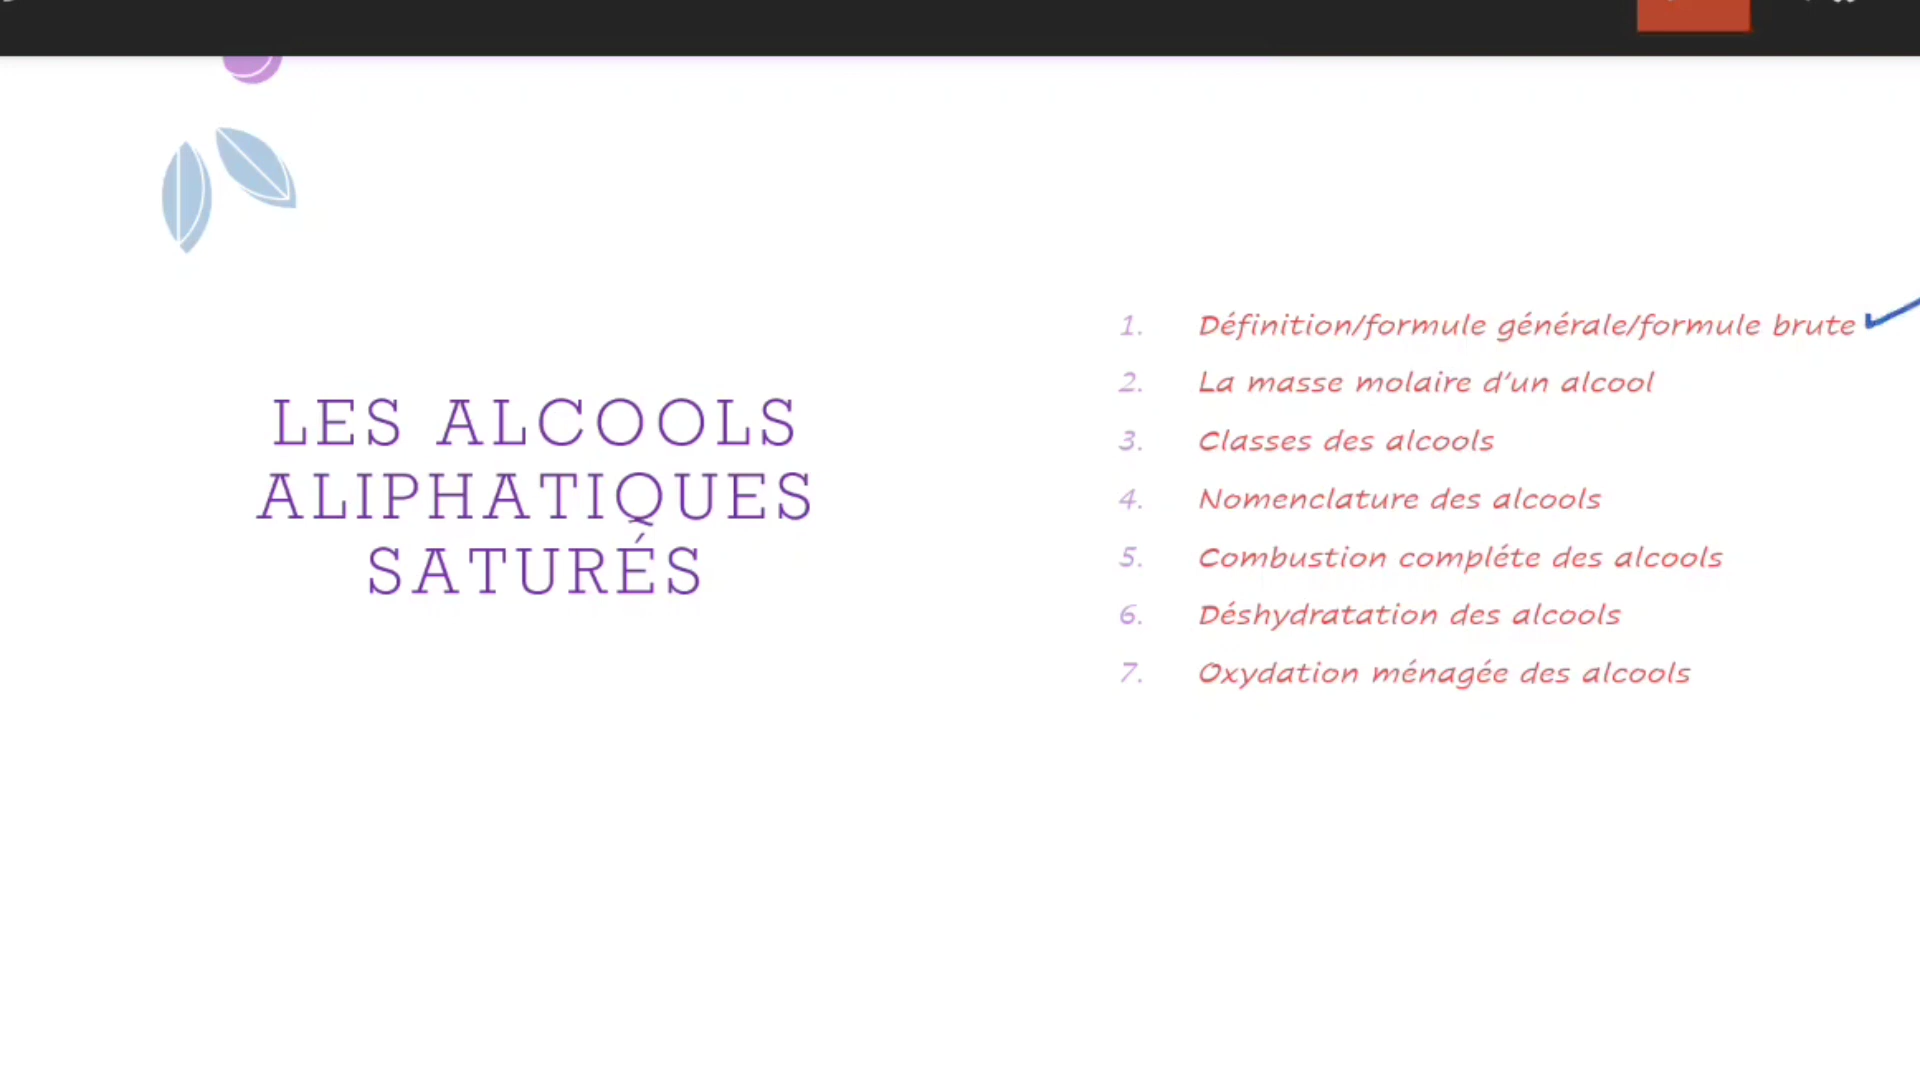 LES ALCOOLS
ALIPHATIQUES
SATURÉS
1. Définition/formule générale/formule brute
2. La masse molaire d'un alcool
3. Classes des alcools
4. Nomenclature des alcools
5. Combustion compléte des alcools
6. Déshydratation des alcools
7. Oxydation ménagée des alcools